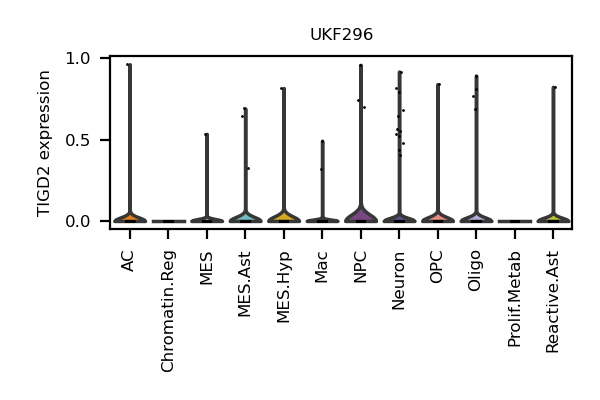 UKF296
TIGD2 expression
1.0
0.5
0.0
AC
Chromatin.Reg
MES
MES.Ast
MES.Hyp
Mac
NPC
Neuron
OPC
Oligo
Prolif.Metab
Reactive.Ast